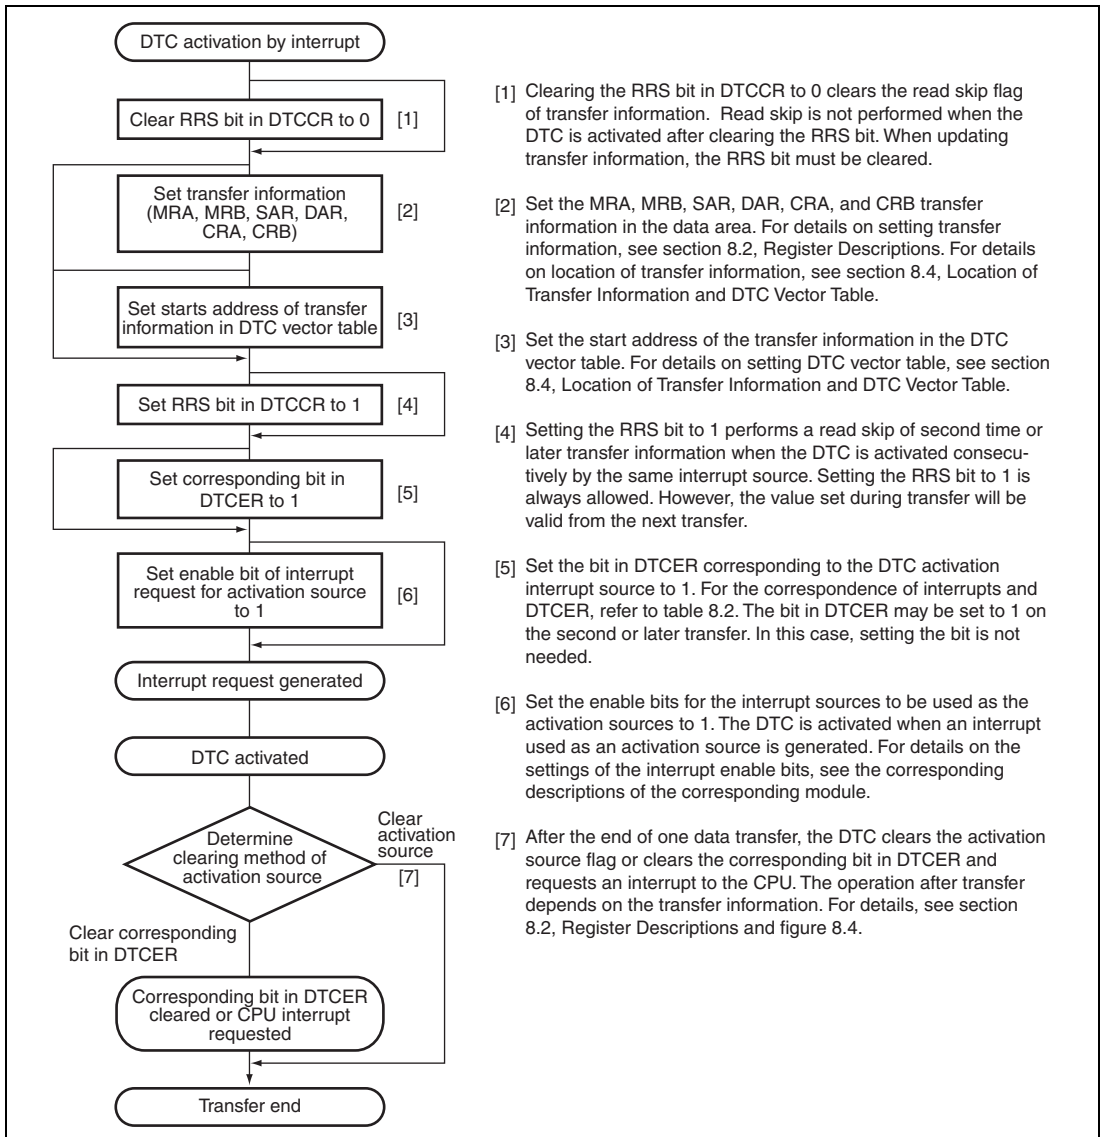 DTC activation by interrupt
Clear RRS bit in DTCCR to 0
[1]
Set transfer information
(MRA, MRB, SAR, DAR,
CRA, CRB)
[2]
Set starts address of transfer
information in DTC vector table
[3]
Set RRS bit in DTCCR to 1
[4]
Set corresponding bit in
DTCER to 1
[5]
Set enable bit of interrupt
request for activation source
to 1
[6]
Interrupt request generated
DTC activated
Determine
clearing method of
activation source
Clear
activation
source
[7]
Clear corresponding
bit in DTCER
Corresponding bit in DTCER
cleared or CPU interrupt
requested
Transfer end
[1] Clearing the RRS bit in DTCCR to 0 clears the read skip flag
of transfer information. Read skip is not performed when the
DTC is activated after clearing the RRS bit. When updating
transfer information, the RRS bit must be cleared.
[2] Set the MRA, MRB, SAR, DAR, CRA, and CRB transfer
information in the data area. For details on setting transfer
information, see section 8.2, Register Descriptions. For details
on location of transfer information, see section 8.4, Location of
Transfer Information and DTC Vector Table.
[3] Set the start address of the transfer information in the DTC
vector table. For details on setting DTC vector table, see section
8.4, Location of Transfer Information and DTC Vector Table.
[4] Setting the RRS bit to 1 performs a read skip of second time or
later transfer information when the DTC is activated consecu-
tively by the same interrupt source. Setting the RRS bit to 1 is
always allowed. However, the value set during transfer will be
valid from the next transfer.
[5] Set the bit in DTCER corresponding to the DTC activation
interrupt source to 1. For the correspondence of interrupts and
DTCER, refer to table 8.2. The bit in DTCER may be set to 1 on
the second or later transfer. In this case, setting the bit is not
needed.
[6] Set the enable bits for the interrupt sources to be used as the
activation sources to 1. The DTC is activated when an interrupt
used as an activation source is generated. For details on the
settings of the interrupt enable bits, see the corresponding
descriptions of the corresponding module.
[7] After the end of one data transfer, the DTC clears the activation
source flag or clears the corresponding bit in DTCER and
requests an interrupt to the CPU. The operation after transfer
depends on the transfer information. For details, see section
8.2, Register Descriptions and figure 8.4.